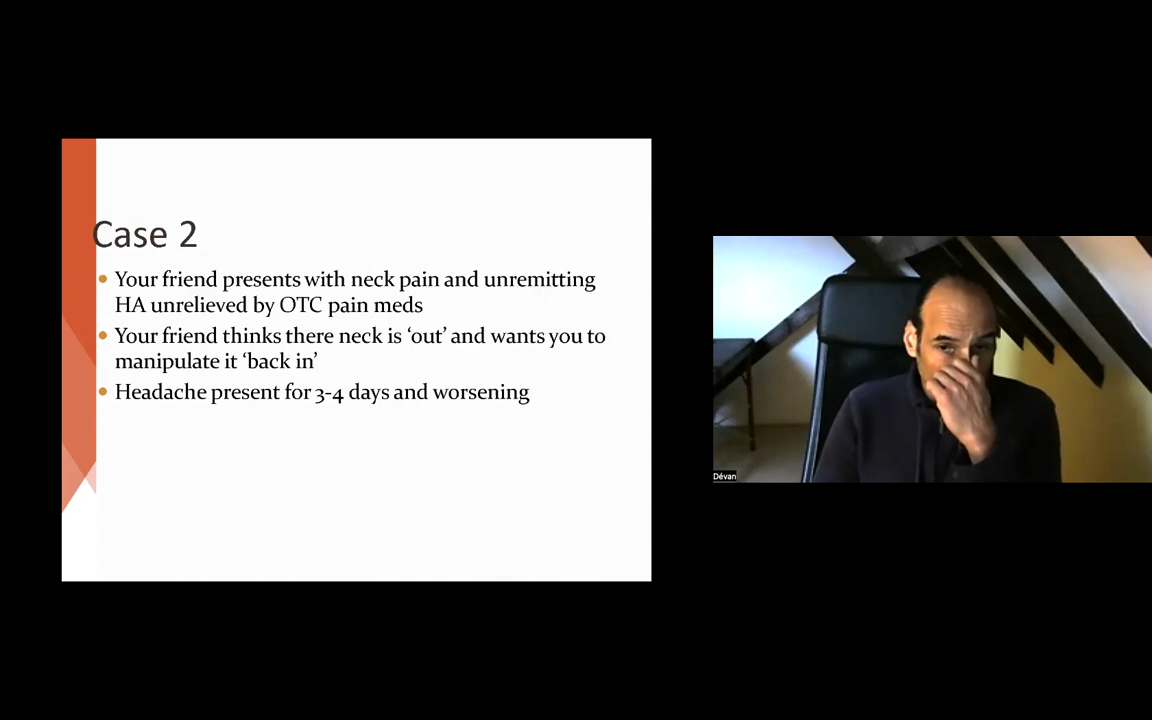 Case 2
• Your friend presents with neck pain and unremitting
HA unrelieved by OTC pain meds
• Your friend thinks there neck is ‘out’ and wants you to
manipulate it ‘back in’
• Headache present for 3-4 days and worsening
Dévan